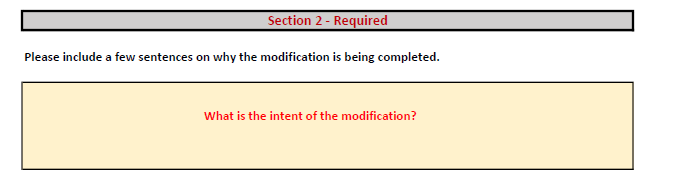 Section 2 - Required
Please include a few sentences on why the modification is being completed.
What is the intent of the modification?